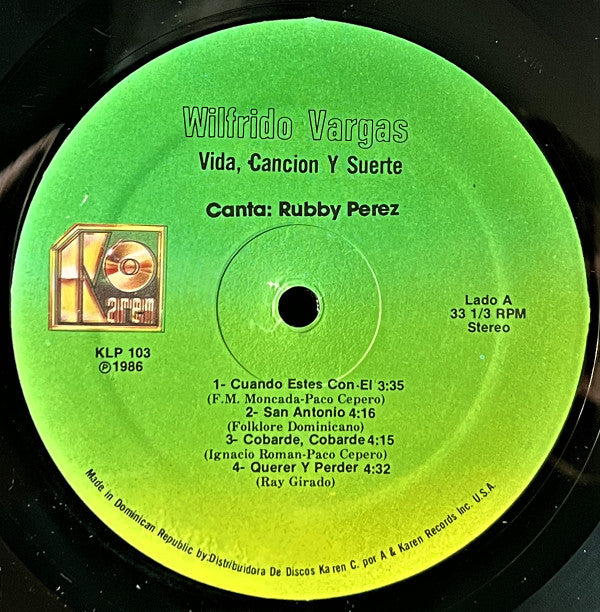 Wilfrido Vargas
Vida, Cancion Y Suerte
Canta: Rubby Perez
Karen
KLP 103
℗1986
Lado A
33 1/3 RPM
Stereo
1- Cuando Estes Con-El 3:35
(F.M. Moncada-Paco Cepero)
2- San Antonio 4:16
(Folklore Dominicano)
3- Cobarde, Cobarde 4:15
(Ignacio Roman-Paco Cepero)
4- Querer Y Perder 4:32
(Ray Girado)
Made in Dominican Republic by:Distribuidora De Discos Karen C. por A & Karen Records Inc. U.S.A.